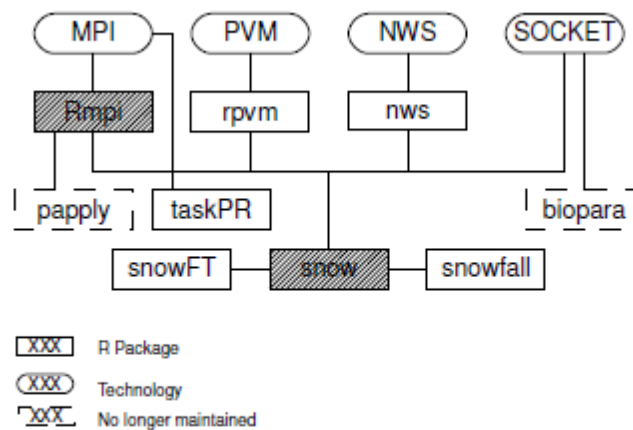 MPI PVM NWS SOCKET
Rmpi rpvm nws
papply taskPR biopara
snowFT snow snowfall
XXX R Package
XXX Technology
XXX No longer maintained